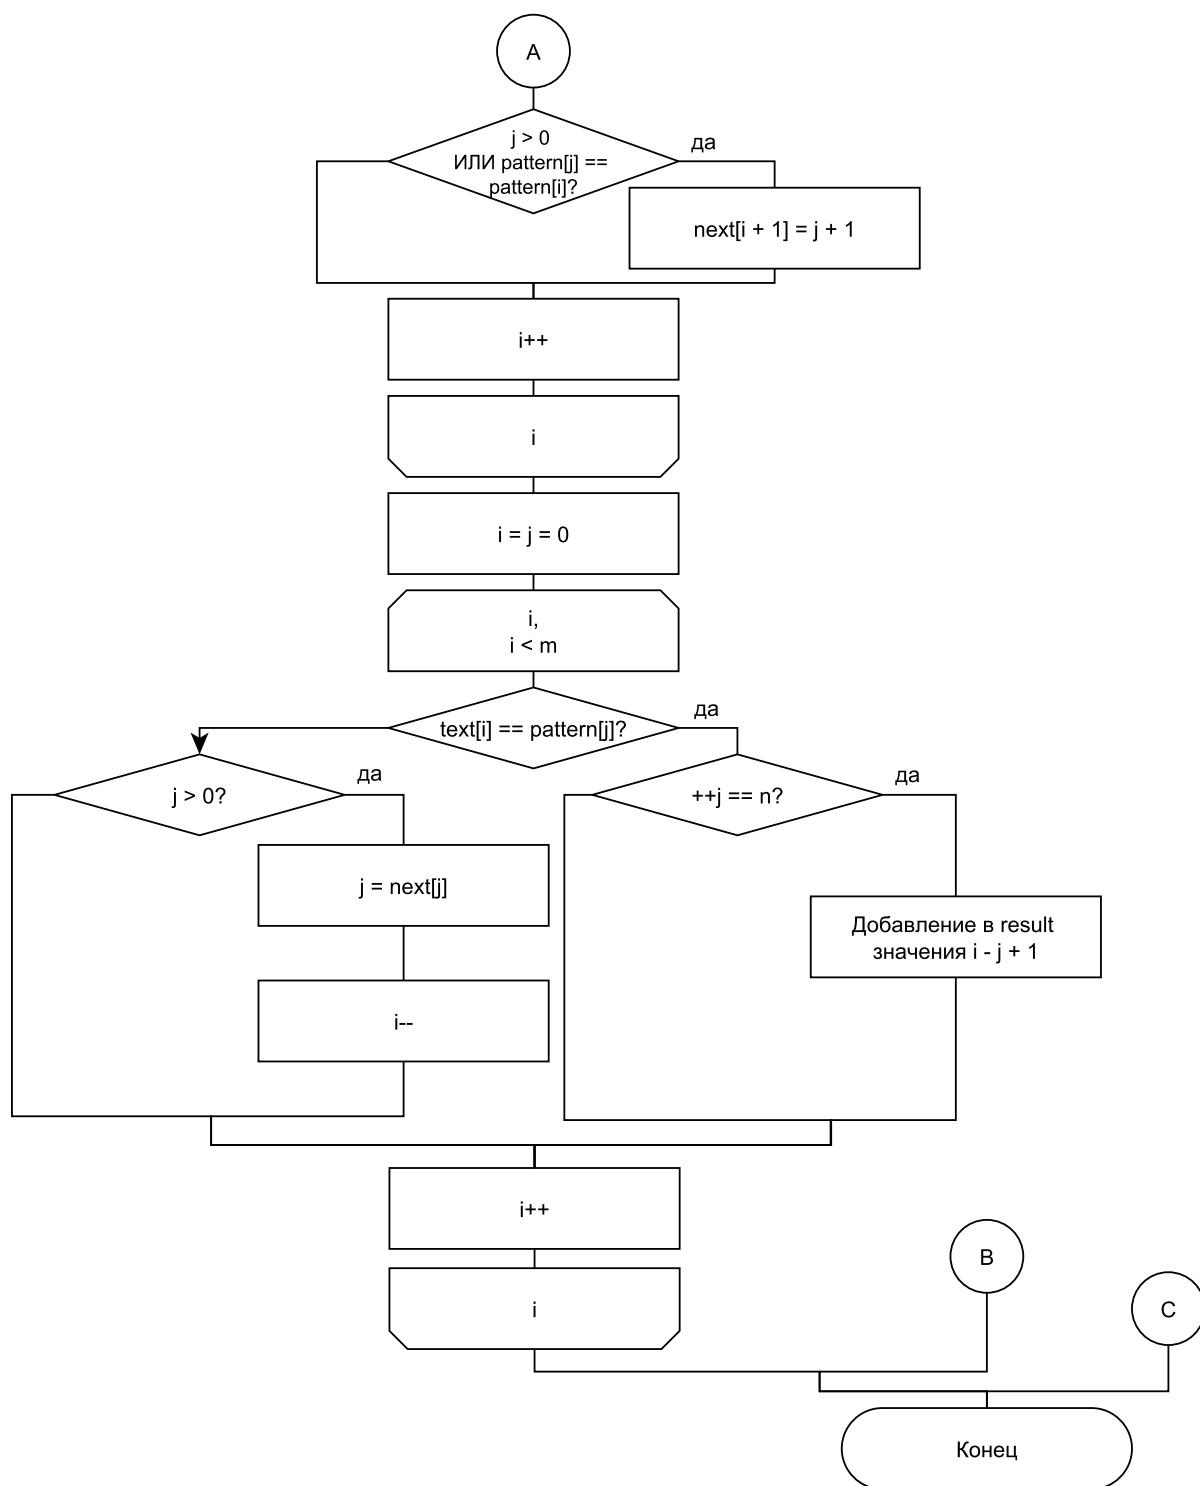 A
j > 0
ИЛИ pattern[j] ==
pattern[i]?
да
next[i + 1] = j + 1
i++
i
i = j = 0
i,
i < m
text[i] == pattern[j]?
да
j > 0?
да
++j == n?
да
j = next[j]
Добавление в result
значения i - j + 1
i--
i++
B
i
C
Конец